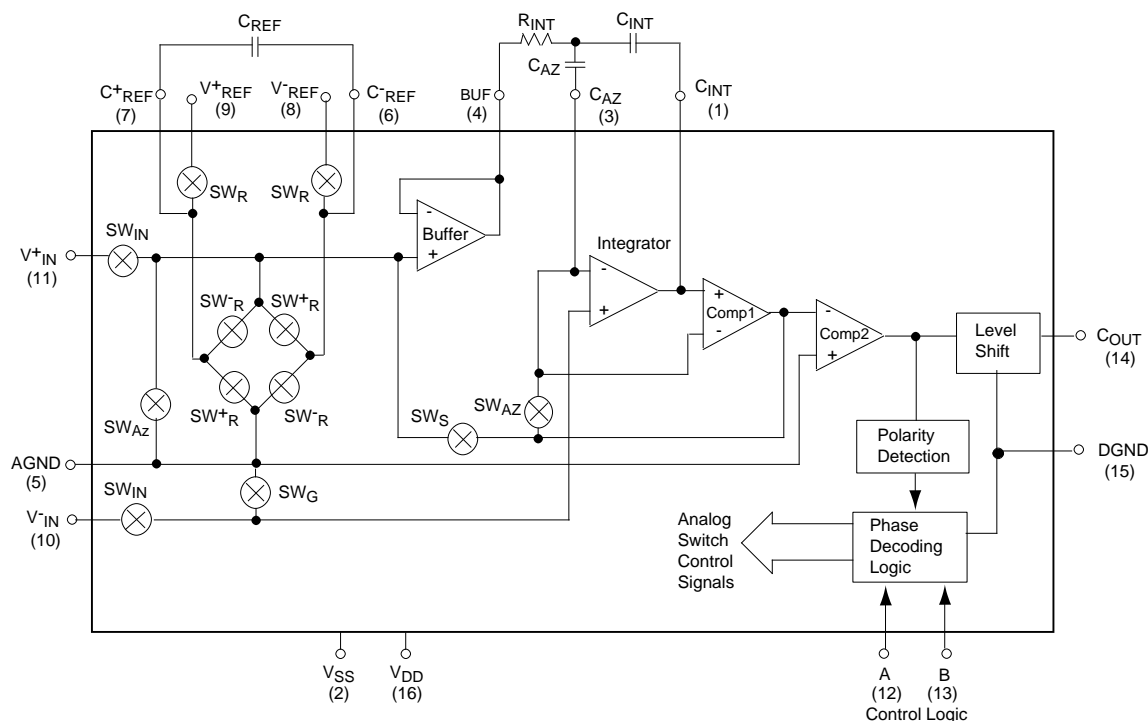 CREF
RINT
CINT
CAZ
C+REF
(7)
V+REF
(9)
V-REF
(8)
C-REF
(6)
BUF
(4)
CAZ
(3)
CINT
(1)
SWR
SWR
-
Buffer
+
Integrator
-
+
SWIN
V+IN
(11)
SW-R
SW+R
+
Comp1
-
-
Comp2
+
Level
Shift
COUT
(14)
SWAZ
SW+R
SW-R
SWS
SWAZ
Polarity
Detection
DGND
(15)
AGND
(5)
SWIN
SWG
V-IN
(10)
Analog
Switch
Control
Signals
Phase
Decoding
Logic
VSS
(2)
VDD
(16)
A
(12)
B
(13)
Control Logic